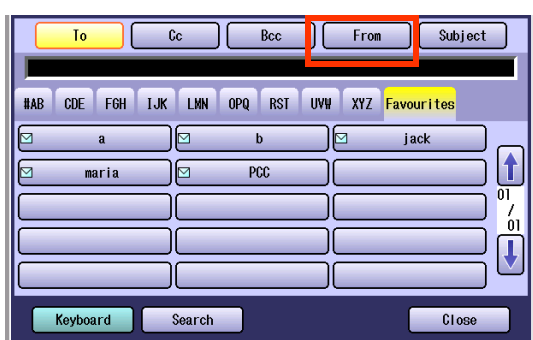 To Cc Bcc From Subject
#AB CDE FGH IJK LMN OPQ RST UVW XYZ Favourites
a b jack
maria PCC
01
/
01
Keyboard Search Close